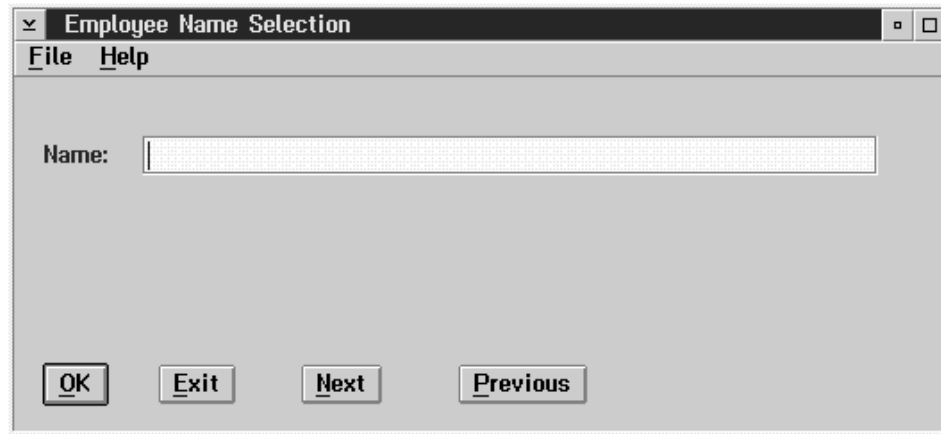 Employee Name Selection
File Help
Name:
OK Exit Next Previous